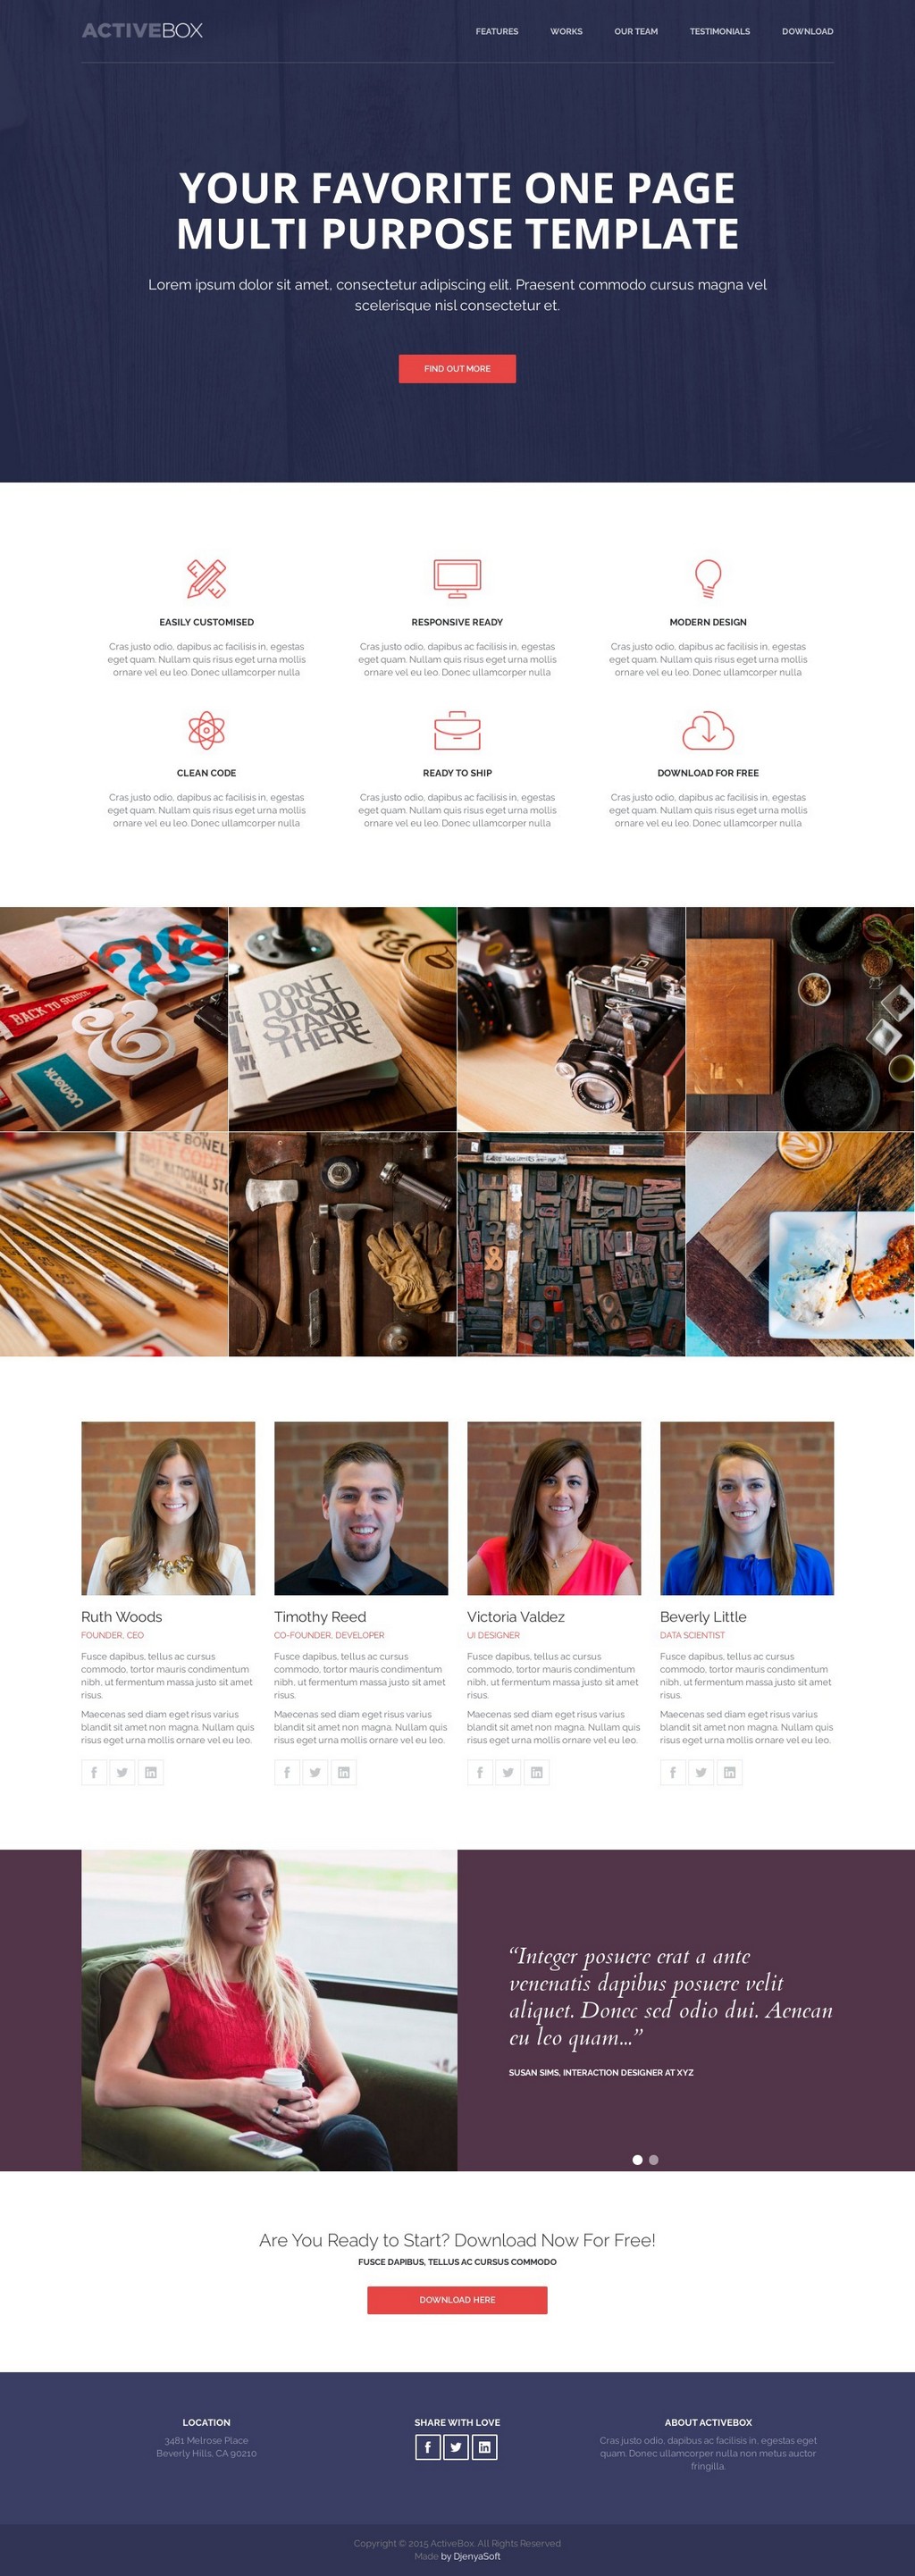 ACTIVEBOX
FEATURES WORKS OUR TEAM TESTIMONIALS DOWNLOAD
YOUR FAVORITE ONE PAGE
MULTI PURPOSE TEMPLATE
Lorem ipsum dolor sit amet, consectetur adipiscing elit. Praesent commodo cursus magna vel
scelerisque nisl consectetur et.
FIND OUT MORE
EASILY CUSTOMISED
Cras justo odio, dapibus ac facilisis in, egestas
eget quam. Nullam quis risus eget urna mollis
ornare vel eu leo. Donec ullamcorper nulla
RESPONSIVE READY
Cras justo odio, dapibus ac facilisis in, egestas
eget quam. Nullam quis risus eget urna mollis
ornare vel eu leo. Donec ullamcorper nulla
MODERN DESIGN
Cras justo odio, dapibus ac facilisis in, egestas
eget quam. Nullam quis risus eget urna mollis
ornare vel eu leo. Donec ullamcorper nulla
CLEAN CODE
Cras justo odio, dapibus ac facilisis in, egestas
eget quam. Nullam quis risus eget urna mollis
ornare vel eu leo. Donec ullamcorper nulla
READY TO SHIP
Cras justo odio, dapibus ac facilisis in, egestas
eget quam. Nullam quis risus eget urna mollis
ornare vel eu leo. Donec ullamcorper nulla
DOWNLOAD FOR FREE
Cras justo odio, dapibus ac facilisis in, egestas
eget quam. Nullam quis risus eget urna mollis
ornare vel eu leo. Donec ullamcorper nulla
BACK TO SCHOOL
&
DON'T
JUST
STAND
THERE
Ruth Woods
FOUNDER, CEO
Fusce dapibus, tellus ac cursus
commodo, tortor mauris condimentum
nibh, ut fermentum massa justo sit amet
risus.
Maecenas sed diam eget risus varius
blandit sit amet non magna. Nullam quis
risus eget urna mollis ornare vel eu leo.
Timothy Reed
CO-FOUNDER, DEVELOPER
Fusce dapibus, tellus ac cursus
commodo, tortor mauris condimentum
nibh, ut fermentum massa justo sit amet
risus.
Maecenas sed diam eget risus varius
blandit sit amet non magna. Nullam quis
risus eget urna mollis ornare vel eu leo.
Victoria Valdez
UI DESIGNER
Fusce dapibus, tellus ac cursus
commodo, tortor mauris condimentum
nibh, ut fermentum massa justo sit amet
risus.
Maecenas sed diam eget risus varius
blandit sit amet non magna. Nullam quis
risus eget urna mollis ornare vel eu leo.
Beverly Little
DATA SCIENTIST
Fusce dapibus, tellus ac cursus
commodo, tortor mauris condimentum
nibh, ut fermentum massa justo sit amet
risus.
Maecenas sed diam eget risus varius
blandit sit amet non magna. Nullam quis
risus eget urna mollis ornare vel eu leo.
“Integer posuere erat a ante
venenatis dapibus posuere velit
aliquet. Donec sed odio dui. Aenean
eu leo quam...”
SUSAN SIMS, INTERACTION DESIGNER AT XYZ
Are You Ready to Start? Download Now For Free!
FUSCE DAPIBUS, TELLUS AC CURSUS COMMODO
DOWNLOAD HERE
LOCATION
3481 Melrose Place
Beverly Hills, CA 90210
SHARE WITH LOVE
ABOUT ACTIVEBOX
Cras justo odio, dapibus ac facilisis in, egestas eget
quam. Donec ullamcorper nulla non metus auctor
fringilla.
Copyright © 2015 ActiveBox. All Rights Reserved
Made by DjenyaSoft